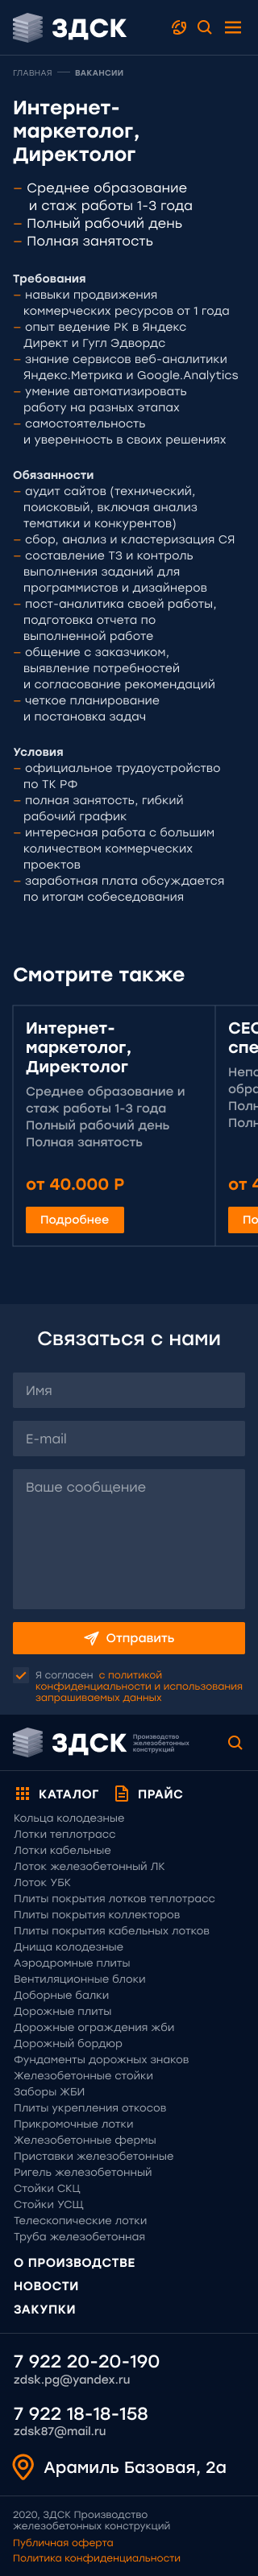 ЗДСК
ГЛАВНАЯ — ВАКАНСИИ
Интернет-
маркетолог,
Директолог
— Среднее образование
и стаж работы 1-3 года
— Полный рабочий день
— Полная занятость
Требования
— навыки продвижения
коммерческих ресурсов от 1 года
— опыт ведение РК в Яндекс
Директ и Гугл Эдвордс
— знание сервисов веб-аналитики
Яндекс.Метрика и Google.Analytics
— умение автоматизировать
работу на разных этапах
— самостоятельность
и уверенность в своих решениях
Обязанности
— аудит сайтов (технический,
поисковый, включая анализ
тематики и конкурентов)
— сбор, анализ и кластеризация СЯ
— составление ТЗ и контроль
выполнения заданий для
программистов и дизайнеров
— пост-аналитика своей работы,
подготовка отчета по
выполненной работе
— общение с заказчиком,
выявление потребностей
и согласование рекомендаций
— четкое планирование
и постановка задач
Условия
— официальное трудоустройство
по ТК РФ
— полная занятость, гибкий
рабочий график
— интересная работа с большим
количеством коммерческих
проектов
— заработная плата обсуждается
по итогам собеседования
Смотрите также
Интернет-
маркетолог,
Директолог
Среднее образование и
стаж работы 1-3 года
Полный рабочий день
Полная занятость
от 40.000 Р
Подробнее
СЕО
спе
Непо
обра
Полн
Полн
от 4
По
Связаться с нами
Имя
E-mail
Ваше сообщение
Отправить
Я согласен с политикой
конфиденциальности и использования
запрашиваемых данных
ЗДСК
Производство
железобетонных
конструкций
КАТАЛОГ ПРАЙС
Кольца колодезные
Лотки теплотрасс
Лотки кабельные
Лоток железобетонный ЛК
Лоток УБК
Плиты покрытия лотков теплотрасс
Плиты покрытия коллекторов
Плиты покрытия кабельных лотков
Днища колодезные
Аэродромные плиты
Вентиляционные блоки
Доборные балки
Дорожные плиты
Дорожные ограждения жби
Дорожный бордюр
Фундаменты дорожных знаков
Железобетонные стойки
Заборы ЖБИ
Плиты укрепления откосов
Прикромочные лотки
Железобетонные фермы
Приставки железобетонные
Ригель железобетонный
Стойки СКЦ
Стойки УСЩ
Телескопические лотки
Труба железобетонная
О ПРОИЗВОДСТВЕ
НОВОСТИ
ЗАКУПКИ
7 922 20-20-190
zdsk.pg@yandex.ru
7 922 18-18-158
zdsk87@mail.ru
Арамиль Базовая, 2а
2020, ЗДСК Производство
железобетонных конструкций
Публичная оферта
Политика конфиденциальности